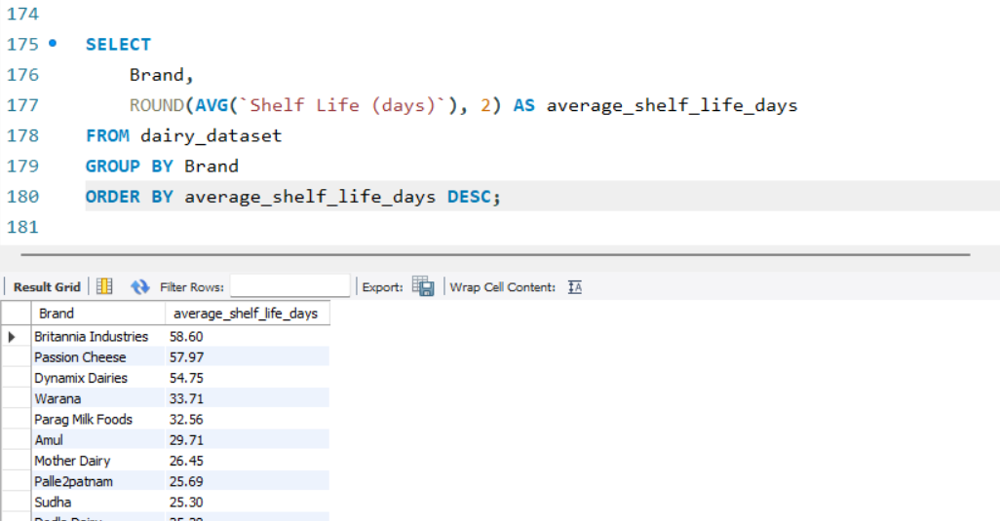 174
175 SELECT
176 Brand,
177 ROUND(AVG(`Shelf Life (days)`), 2) AS average_shelf_life_days
178 FROM dairy_dataset
179 GROUP BY Brand
180 ORDER BY average_shelf_life_days DESC;
181
Result Grid Filter Rows: Export: Wrap Cell Content: IA
Brand average_shelf_life_days
Britannia Industries 58.60
Passion Cheese 57.97
Dynamix Dairies 54.75
Warana 33.71
Parag Milk Foods 32.56
Amul 29.71
Mother Dairy 26.45
Palle2patnam 25.69
Sudha 25.30